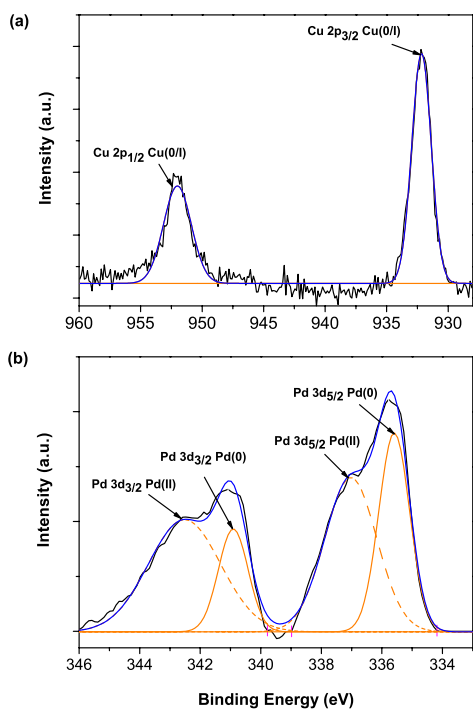 (a)
Cu 2p3/2 Cu(0/I)
Cu 2p1/2 Cu(0/I)
Intensity (a.u.)
960 955 950 945 940 935 930
(b)
Pd 3d5/2 Pd(0)
Pd 3d5/2 Pd(II)
Pd 3d3/2 Pd(0)
Pd 3d3/2 Pd(II)
Intensity (a.u.)
346 344 342 340 338 336 334
Binding Energy (eV)